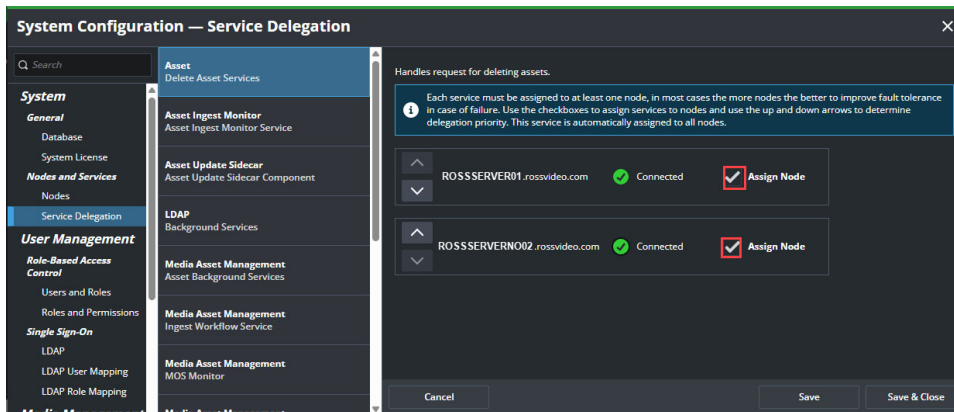 System Configuration — Service Delegation
Search
System
General
Database
System License
Nodes and Services
Nodes
Service Delegation
User Management
Role-Based Access
Control
Users and Roles
Roles and Permissions
Single Sign-On
LDAP
LDAP User Mapping
LDAP Role Mapping
Asset
Delete Asset Services
Asset Ingest Monitor
Asset Ingest Monitor Service
Asset Update Sidecar
Asset Update Sidecar Component
LDAP
Background Services
Media Asset Management
Asset Background Services
Media Asset Management
Ingest Workflow Service
Media Asset Management
MOS Monitor
Handles request for deleting assets.
Each service must be assigned to at least one node, in most cases the more nodes the better to improve fault tolerance
in case of failure. Use the checkboxes to assign services to nodes and use the up and down arrows to determine
delegation priority. This service is automatically assigned to all nodes.
ROSSSERVER01.rossvideo.com Connected Assign Node
ROSSSERVERNO02.rossvideo.com Connected Assign Node
Cancel Save Save & Close